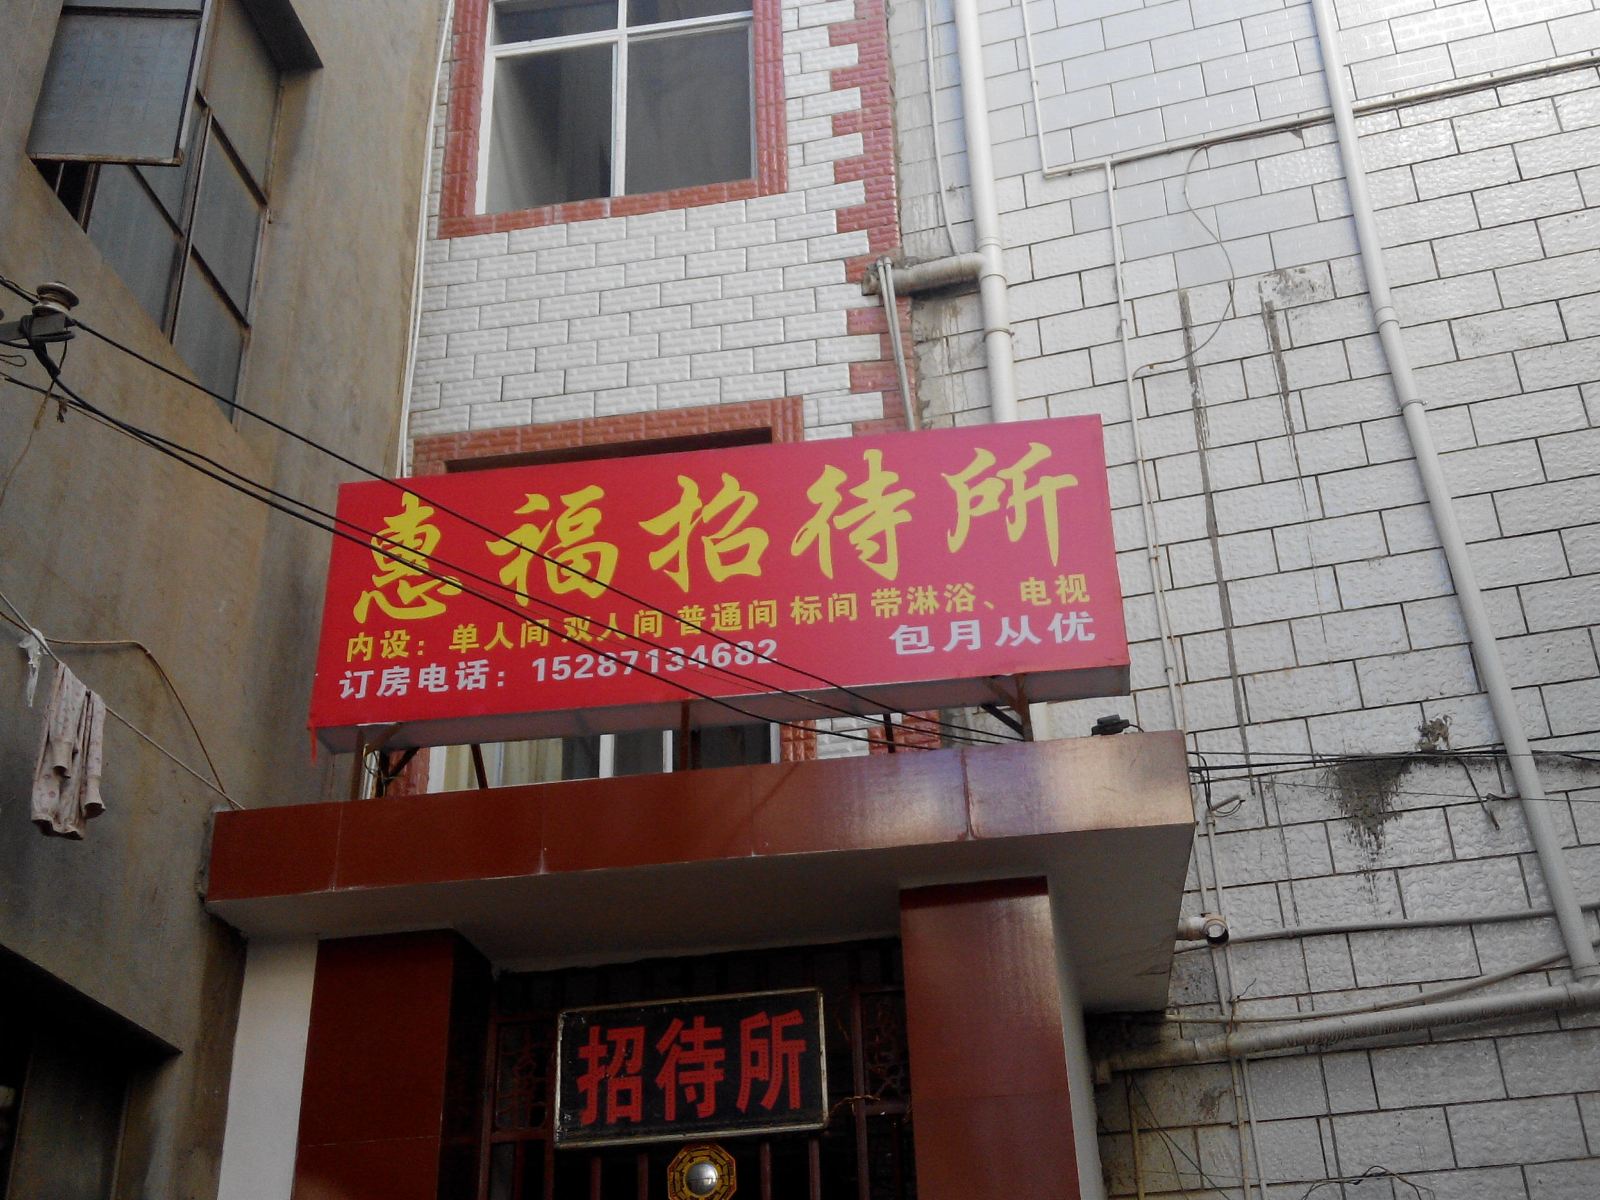 惠福招待所
内设：单人间 双人间 普通间 标间 带淋浴、电视
订房电话：15287134682 包月从优
招待所